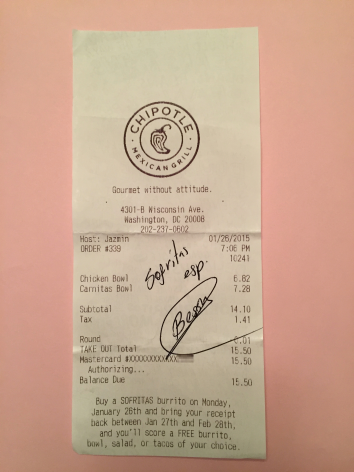 CHIPOTLE
MEXICAN GRILL
Gourmet without attitude.
4301-B Wisconsin Ave.
Washington, DC 20008
202-237-0602
Host: Jazmin 01/26/2015
ORDER #339 7:06 PM
10241
Sofritas
esp.
Chicken Bowl 6.82
Carnitas Bowl 7.28
Subtotal 14.10
Tax 1.41
Round 0.01
TAKE OUT Total 15.50
Mastercard #XXXXXXXXXXXX 15.50
Authorizing...
Balance Due 15.50
Buy a SOFRITAS burrito on Monday,
January 26th and bring your receipt
back between Jan 27th and Feb 28th,
and you'll score a FREE burrito,
bowl, salad, or tacos of your choice.